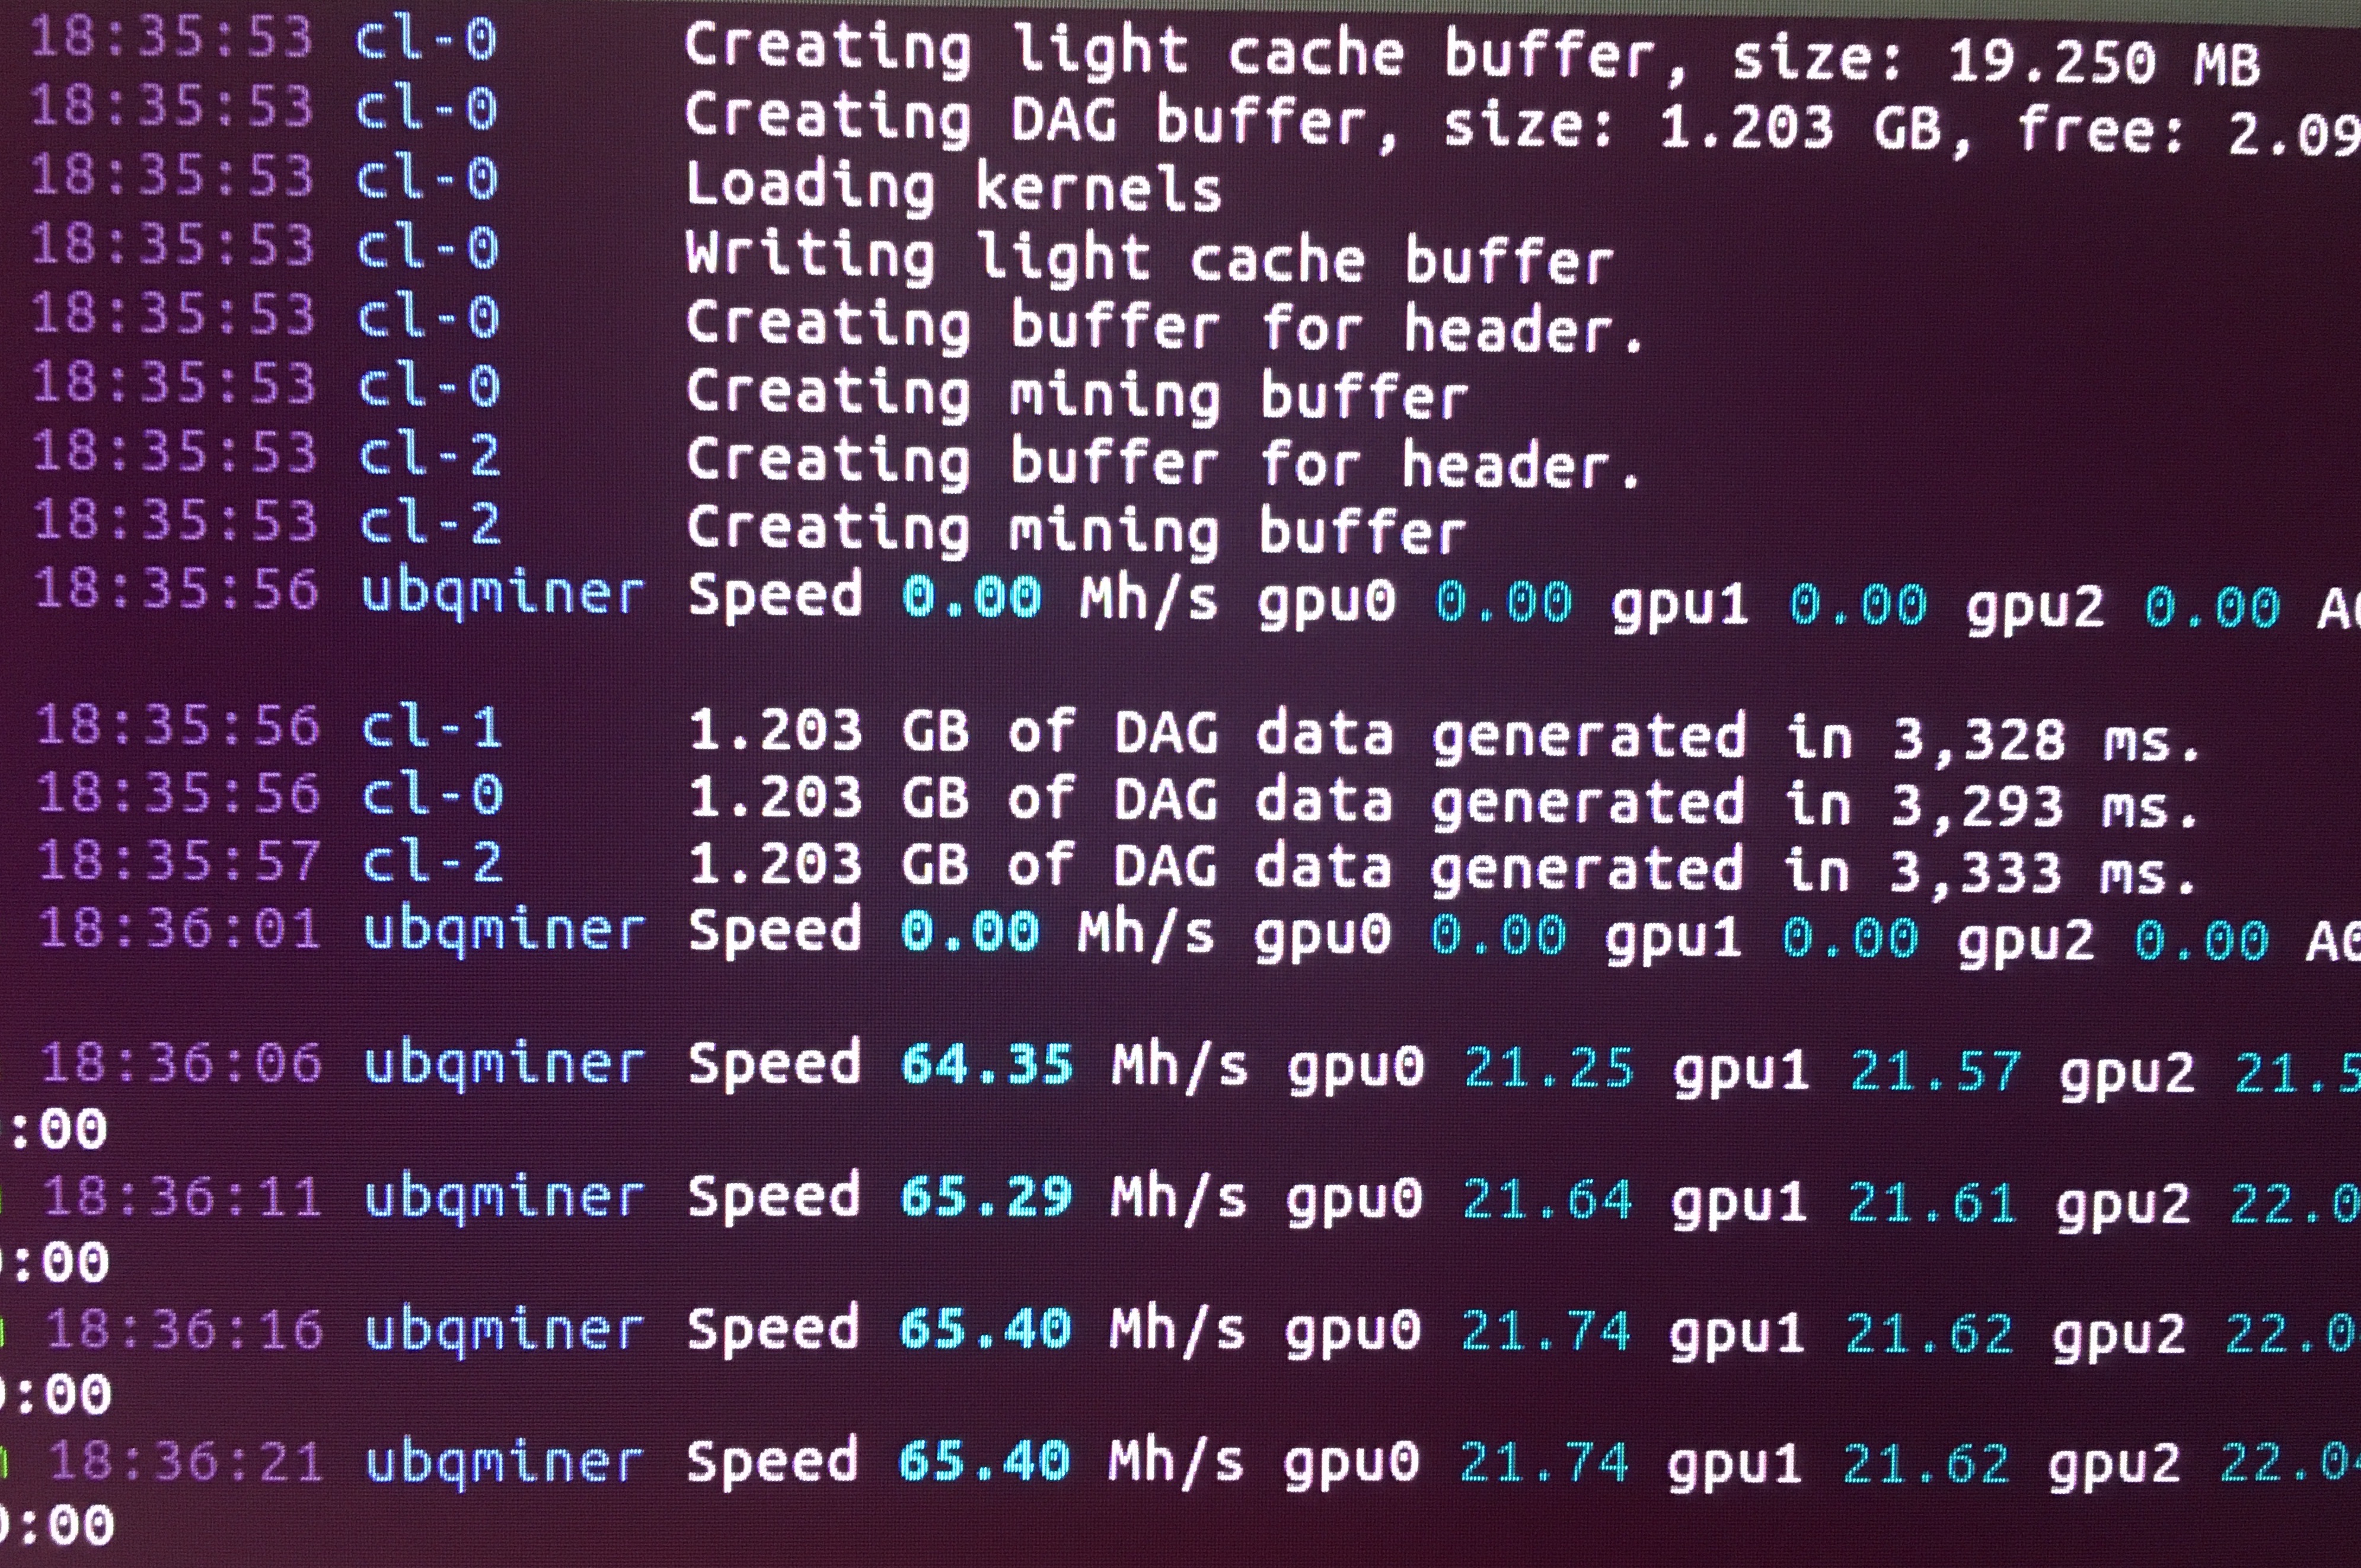 18:35:53 cl-0 Creating light cache buffer, size: 19.250 MB
18:35:53 cl-0 Creating DAG buffer, size: 1.203 GB, free: 2.09
18:35:53 cl-0 Loading kernels
18:35:53 cl-0 Writing light cache buffer
18:35:53 cl-0 Creating buffer for header.
18:35:53 cl-0 Creating mining buffer
18:35:53 cl-2 Creating buffer for header.
18:35:53 cl-2 Creating mining buffer
18:35:56 ubqminer Speed 0.00 Mh/s gpu0 0.00 gpu1 0.00 gpu2 0.00
18:35:56 cl-1 1.203 GB of DAG data generated in 3,328 ms.
18:35:56 cl-0 1.203 GB of DAG data generated in 3,293 ms.
18:35:57 cl-2 1.203 GB of DAG data generated in 3,333 ms.
18:36:01 ubqminer Speed 0.00 Mh/s gpu0 0.00 gpu1 0.00 gpu2 0.00 A0
18:36:06 ubqminer Speed 64.35 Mh/s gpu0 21.25 gpu1 21.57 gpu2 21.5
:00
18:36:11 ubqminer Speed 65.29 Mh/s gpu0 21.64 gpu1 21.61 gpu2 22.0
:00
18:36:16 ubqminer Speed 65.40 Mh/s gpu0 21.74 gpu1 21.62 gpu2 22.0
:00
18:36:21 ubqminer Speed 65.40 Mh/s gpu0 21.74 gpu1 21.62 gpu2 22.04
0:00